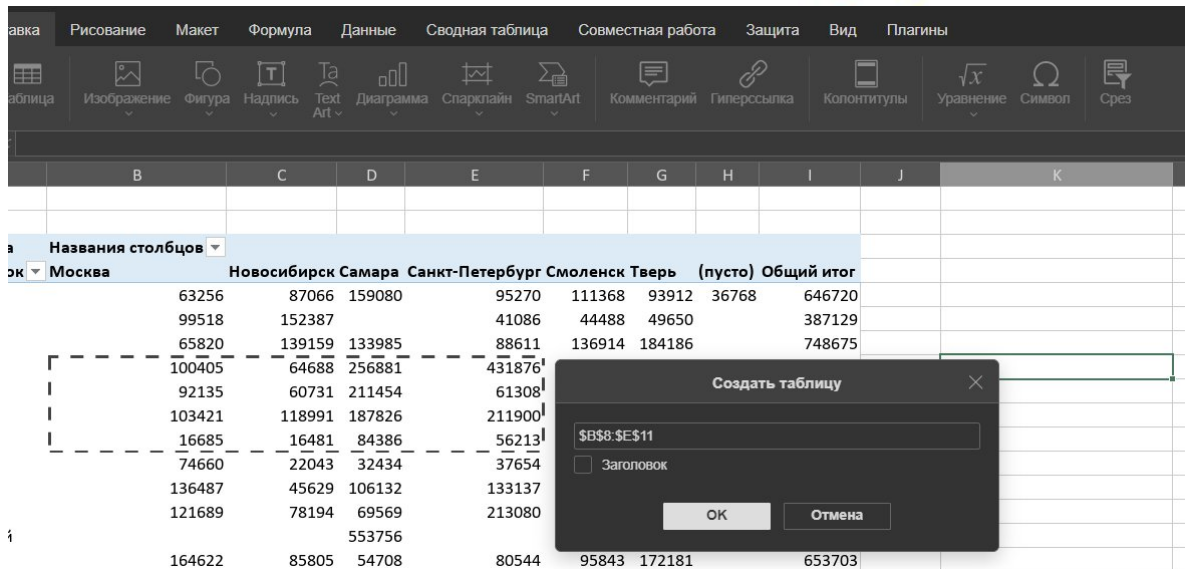 авка Рисование Макет Формула Данные Сводная таблица Совместная работа Защита Вид Плагины
аблица Изображение Фигура Надпись Text Art Диаграмма Спарклайн SmartArt Комментарий Гиперссылка Колонтитулы Уравнение Символ Срез
B C D E F G H I J K
а Названия столбцов
ок Москва Новосибирск Самара Санкт-Петербург Смоленск Тверь (пусто) Общий итог
63256 87066 159080 95270 111368 93912 36768 646720
99518 152387 41086 44488 49650 387129
65820 139159 133985 88611 136914 184186 748675
100405 64688 256881 431876
92135 60731 211454 61308
103421 118991 187826 211900
16685 16481 84386 56213
74660 22043 32434 37654
136487 45629 106132 133137
121689 78194 69569 213080
й 553756
164622 85805 54708 80544 95843 172181 653703
Создать таблицу
$B$8:$E$11
Заголовок
OK Отмена